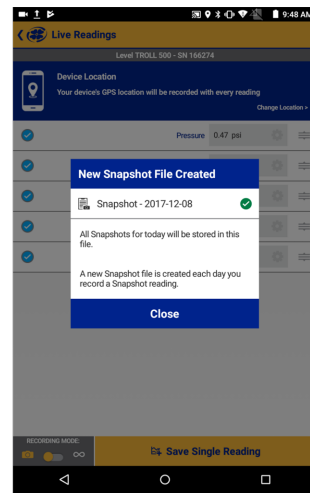 9:48 AM
Live Readings
Level TROLL 500 - SN 166274
Device Location
Your device's GPS location will be recorded with every reading
Change Location >
Pressure 0.47 psi
New Snapshot File Created
Snapshot - 2017-12-08
All Snapshots for today will be stored in this
file.
A new Snapshot file is created each day you
record a Snapshot reading.
Close
RECORDING MODE:
Save Single Reading